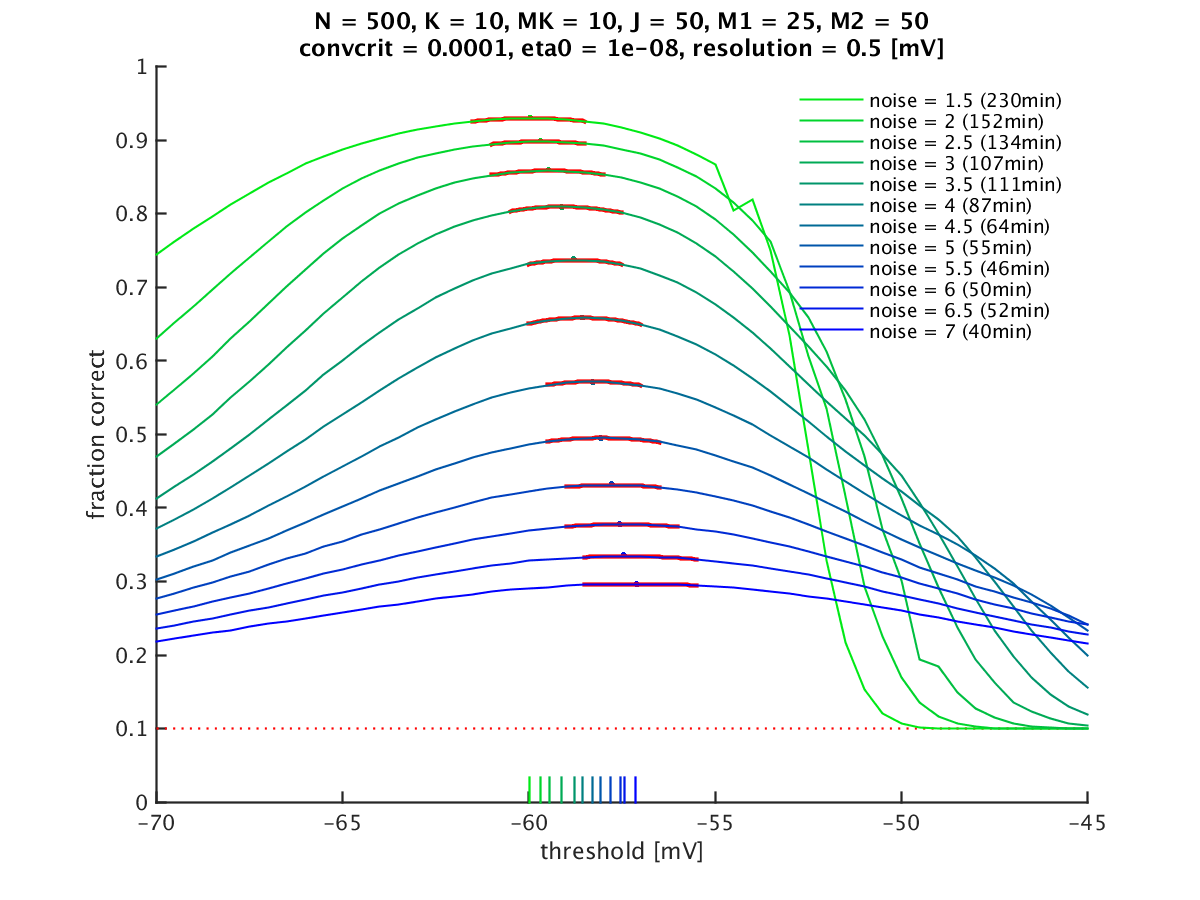 N = 500, K = 10, MK = 10, J = 50, M1 = 25, M2 = 50
convcrit = 0.0001, eta0 = 1e-08, resolution = 0.5 [mV]
1
0.9
0.8
0.7
0.6
0.5
0.4
0.3
0.2
0.1
0
fraction correct
noise = 1.5 (230min)
noise = 2 (152min)
noise = 2.5 (134min)
noise = 3 (107min)
noise = 3.5 (111min)
noise = 4 (87min)
noise = 4.5 (64min)
noise = 5 (55min)
noise = 5.5 (46min)
noise = 6 (50min)
noise = 6.5 (52min)
noise = 7 (40min)
−70 −65 −60 −55 −50 −45
threshold [mV]